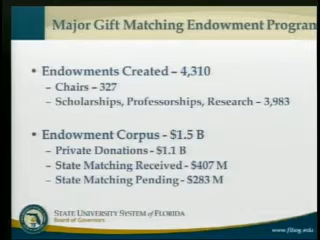 Major Gift Matching Endowment Program
• Endowments Created – 4,310
– Chairs – 327
– Scholarships, Professorships, Research – 3,983
• Endowment Corpus - $1.5 B
– Private Donations - $1.1 B
– State Matching Received - $407 M
– State Matching Pending - $283 M
STATE UNIVERSITY SYSTEM of FLORIDA
Board of Governors
www.flbog.edu